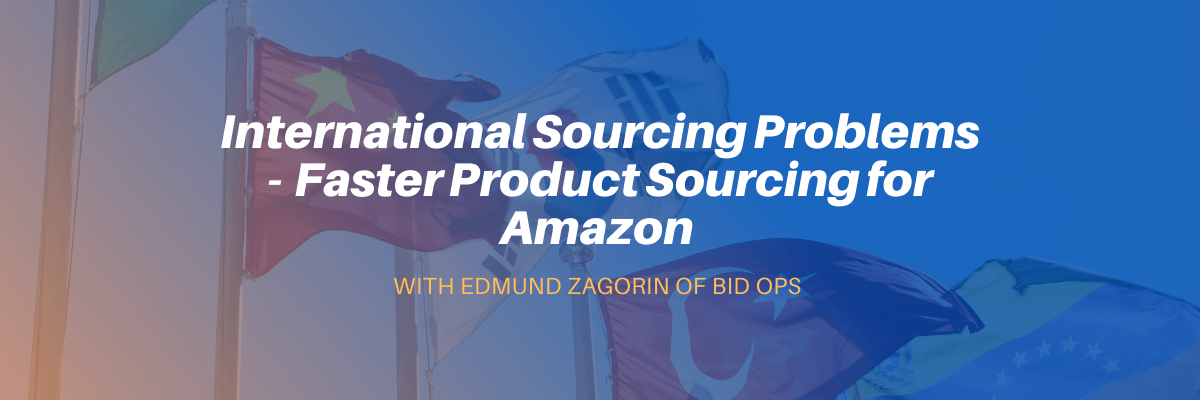 International Sourcing Problems
- Faster Product Sourcing for
Amazon
WITH EDMUND ZAGORIN OF BID OPS